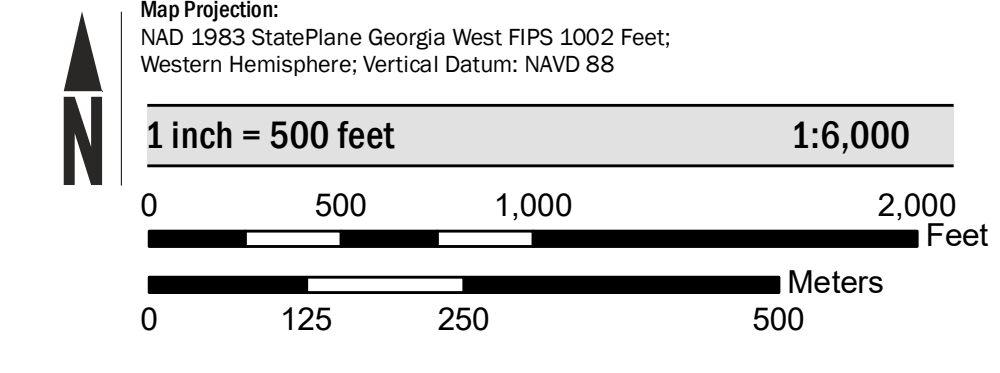 Map Projection:
NAD 1983 StatePlane Georgia West FIPS 1002 Feet;
Western Hemisphere; Vertical Datum: NAVD 88
N
1 inch = 500 feet 1:6,000
0 500 1,000 2,000
Feet
Meters
0 125 250 500